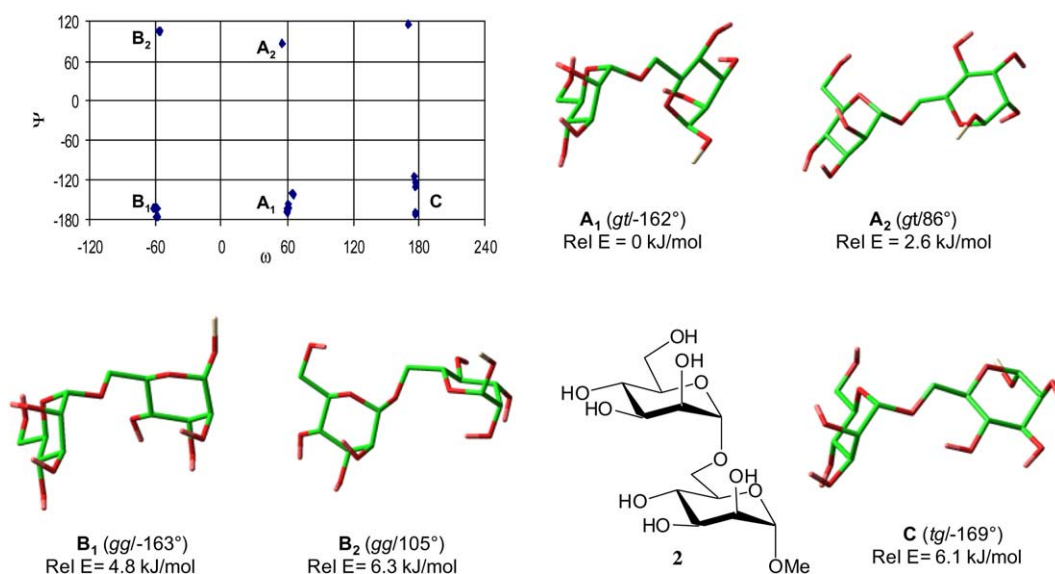 120
60
0
-60
-120
-180
Ψ
-120
-60
0
60
120
180
240
ω
B₂
A₂
B₁
A₁
C
A₁ (gt/-162°)
Rel E = 0 kJ/mol
A₂ (gt/86°)
Rel E = 2.6 kJ/mol
B₁ (gg/-163°)
Rel E= 4.8 kJ/mol
B₂ (gg/105°)
Rel E= 6.3 kJ/mol
OH
OH
HO
O
HO
O
OH
HO
O
HO
OMe
2
C (tg/-169°)
Rel E = 6.1 kJ/mol